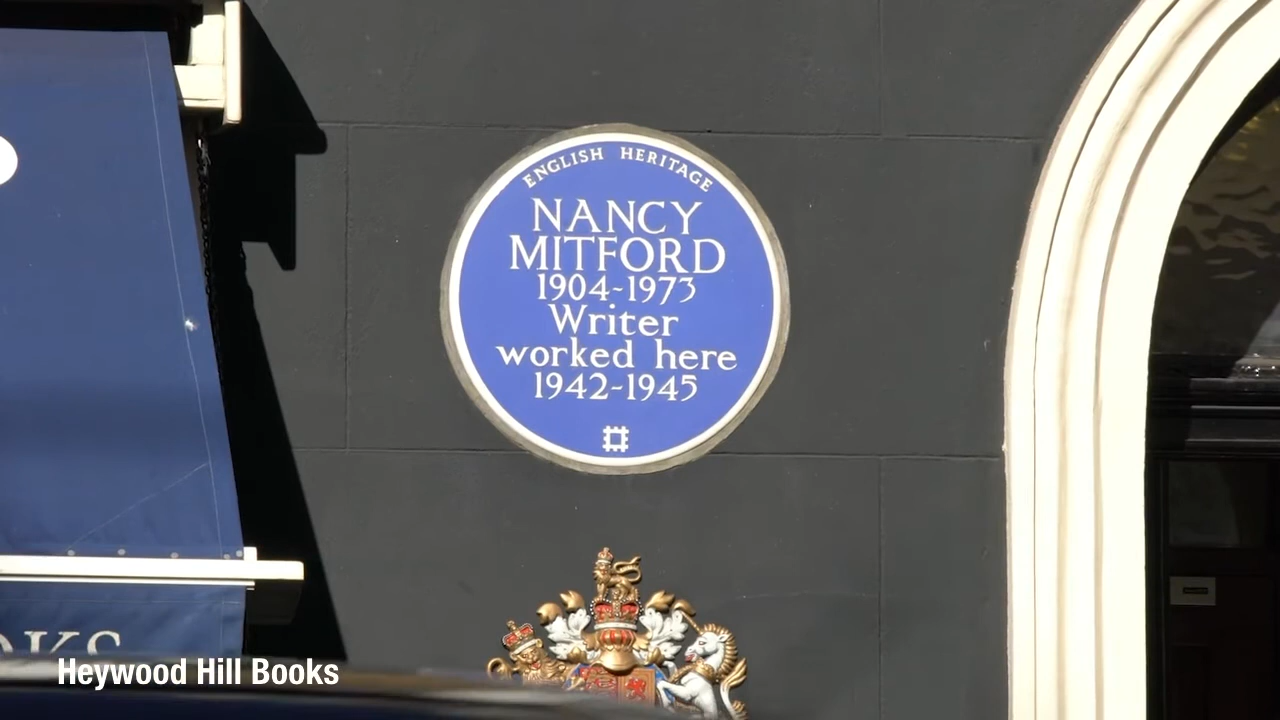 ENGLISH HERITAGE
NANCY
MITFORD
1904-1973
Writer
worked here
1942-1945
Heywood Hill Books